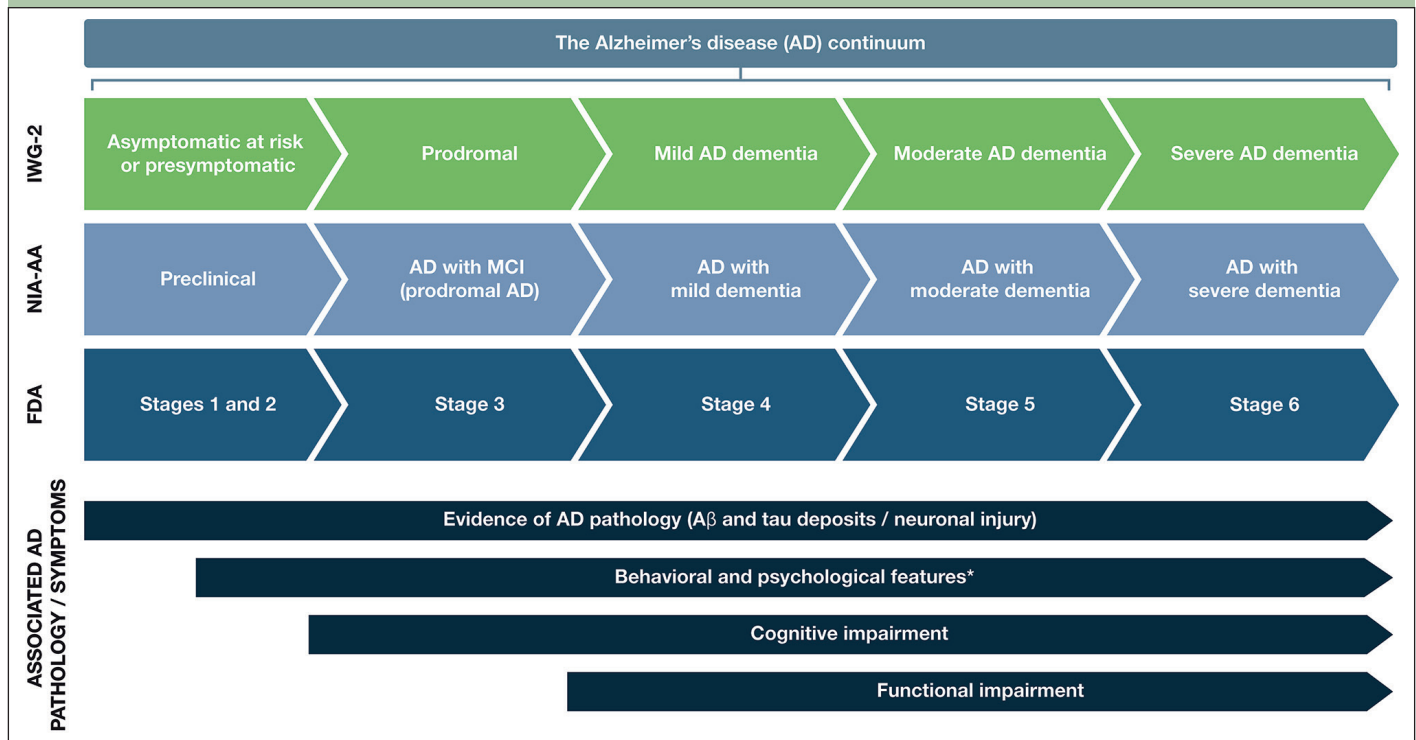 The Alzheimer's disease (AD) continuum
IWG-2
Asymptomatic at risk
or presymptomatic
Prodromal
Mild AD dementia
Moderate AD dementia
Severe AD dementia
NIA-AA
Preclinical
AD with MCI
(prodromal AD)
AD with
mild dementia
AD with
moderate dementia
AD with
severe dementia
FDA
Stages 1 and 2
Stage 3
Stage 4
Stage 5
Stage 6
ASSOCIATED AD
PATHOLOGY / SYMPTOMS
Evidence of AD pathology (Aβ and tau deposits / neuronal injury)
Behavioral and psychological features*
Cognitive impairment
Functional impairment